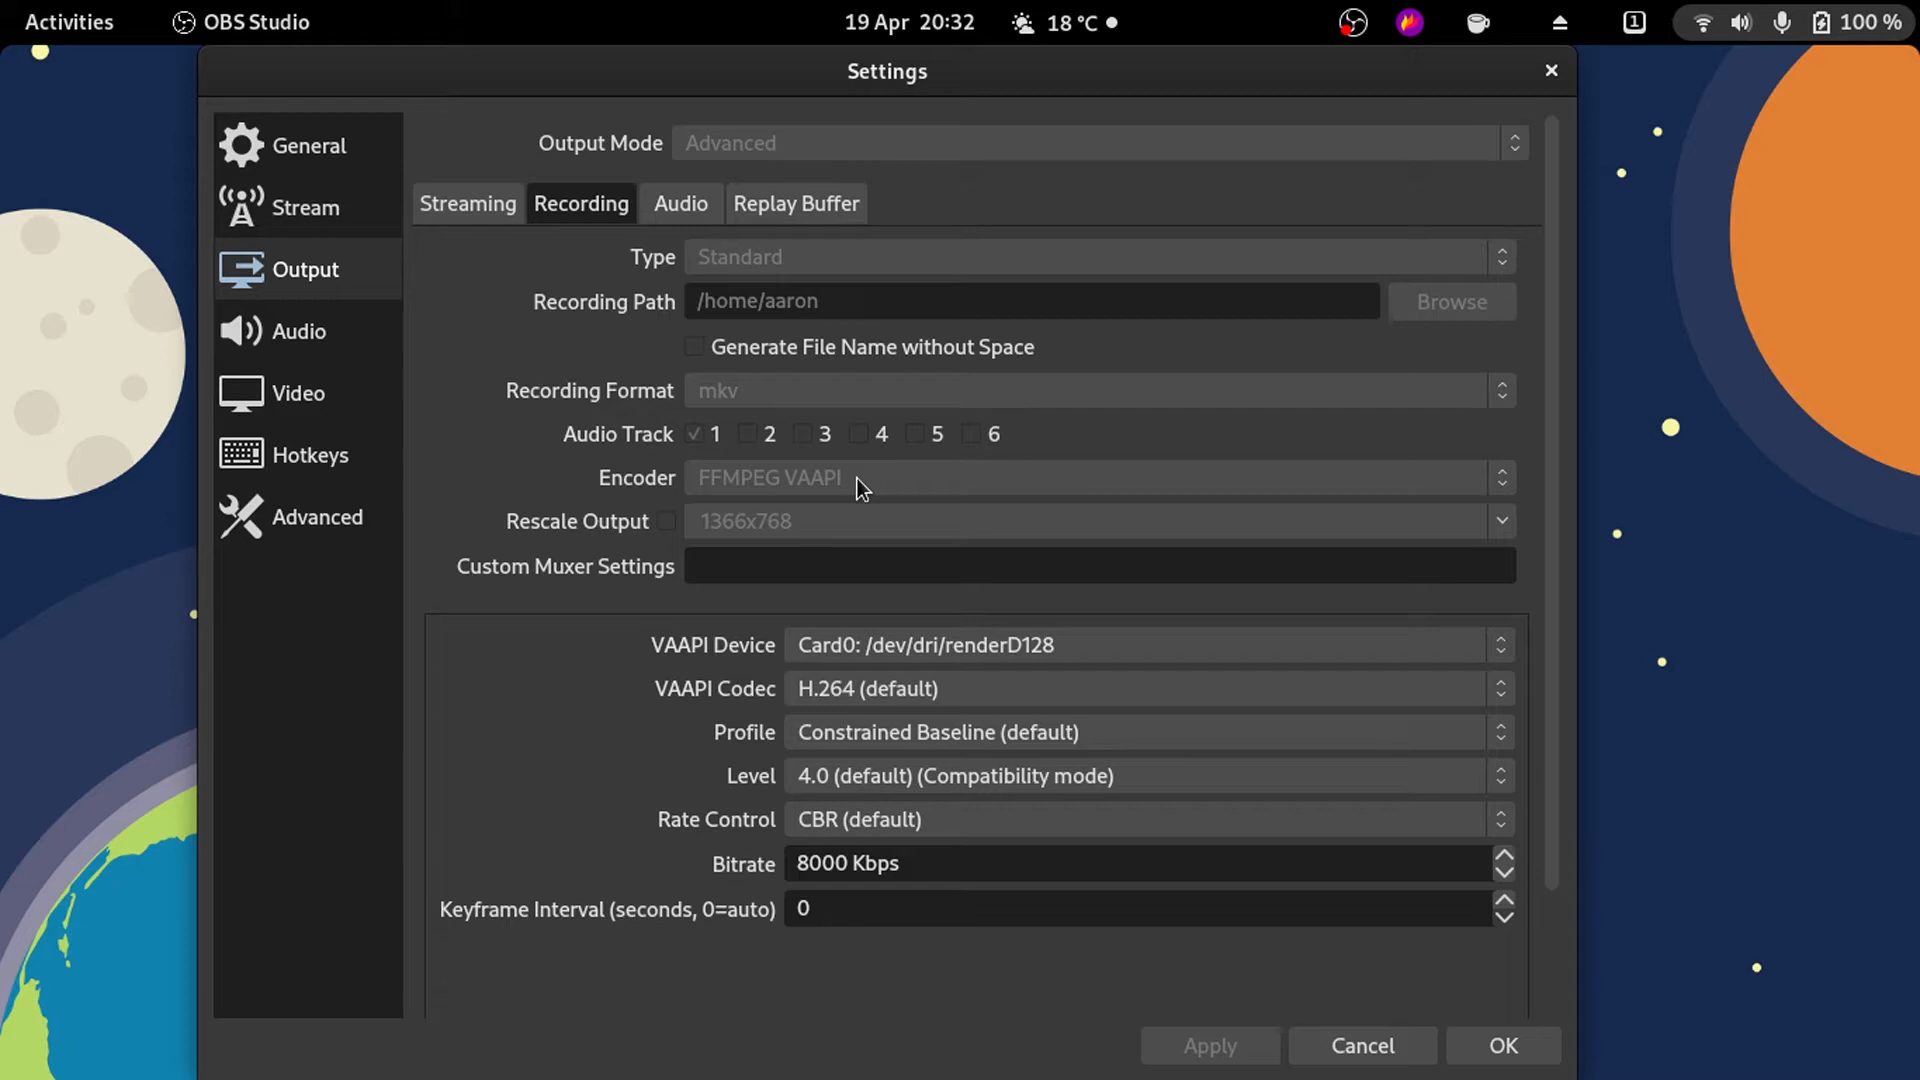 Activities OBS Studio 19 Apr 20:32 18 °C 1 100 %
Settings
General
Stream
Output
Audio
Video
Hotkeys
Advanced
Output Mode Advanced
Streaming Recording Audio Replay Buffer
Type Standard
Recording Path /home/aaron Browse
Generate File Name without Space
Recording Format mkv
Audio Track 1 2 3 4 5 6
Encoder FFMPEG VAAPI
Rescale Output 1366x768
Custom Muxer Settings
VAAPI Device Card0: /dev/dri/renderD128
VAAPI Codec H.264 (default)
Profile Constrained Baseline (default)
Level 4.0 (default) (Compatibility mode)
Rate Control CBR (default)
Bitrate 8000 Kbps
Keyframe Interval (seconds, 0=auto) 0
Apply Cancel OK